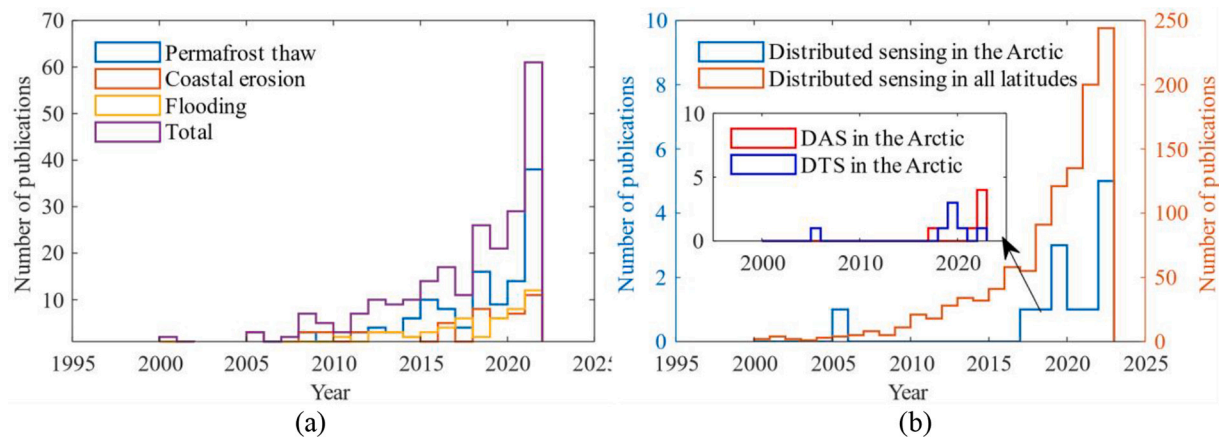 70
60
50
40
30
20
10
Number of publications
Permafrost thaw
Coastal erosion
Flooding
Total
1995 2000 2005 2010 2015 2020 2025
Year
(a)
10
8
6
4
2
0
Number of publications
Distributed sensing in the Arctic
Distributed sensing in all latitudes
10
5
0
DAS in the Arctic
DTS in the Arctic
2000 2010 2020
250
200
150
100
50
0
Number of publications
1995 2000 2005 2010 2015 2020 2025
Year
(b)